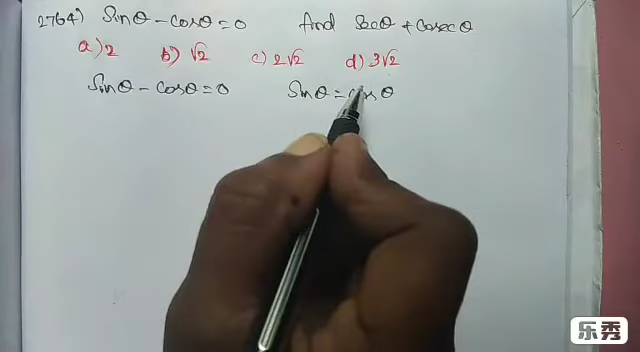 2764) Sinθ - Cosθ = 0 And Secθ + Cosecθ
a) 2 b) √2 c) 2√2 d) 3√2
Sinθ - Cosθ = 0 Sinθ = Cosθ
乐秀